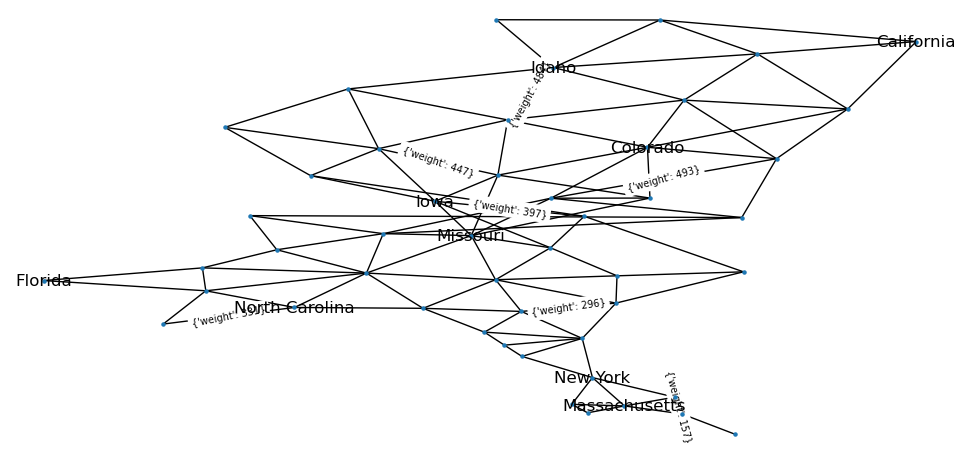 California
Idaho
Colorado
{'weight': 447}
{'weight': 493}
Iowa
{'weight': 397}
Missouri
Florida
North Carolina
{'weight': 296}
New York
Massachusetts